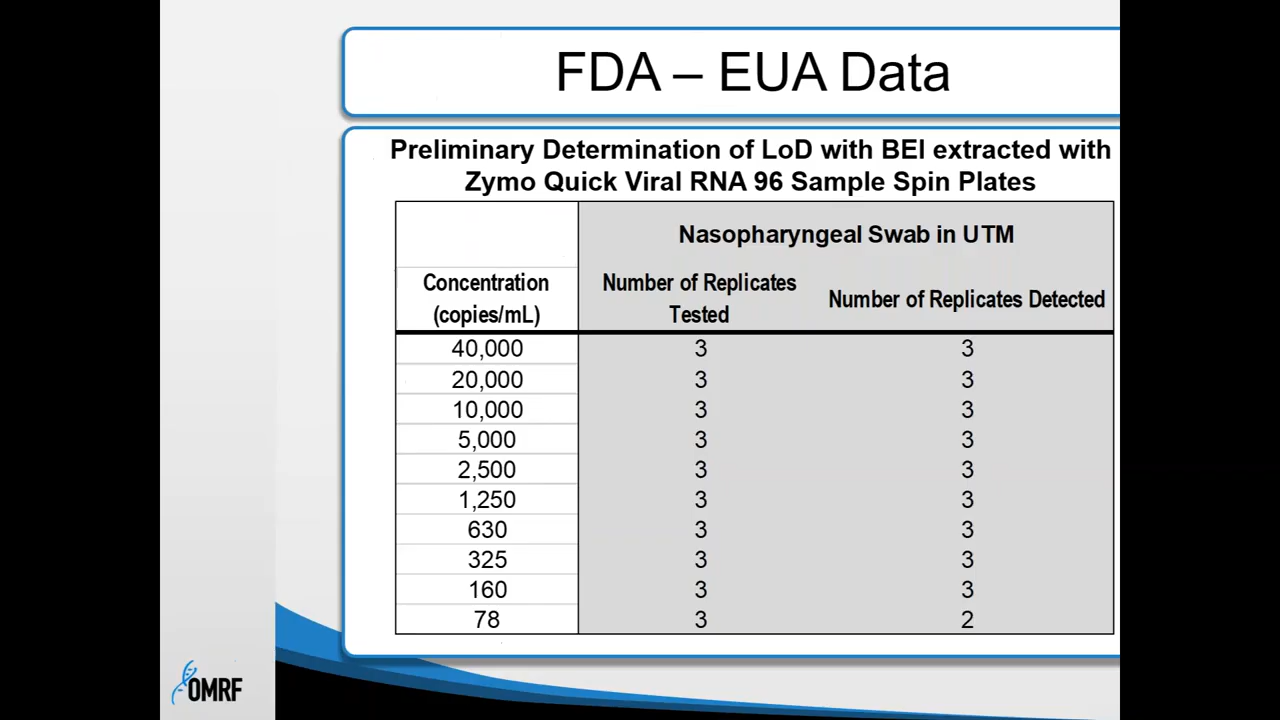 FDA – EUA Data
Preliminary Determination of LoD with BEI extracted with
Zymo Quick Viral RNA 96 Sample Spin Plates
Nasopharyngeal Swab in UTM
Concentration (copies/mL) Number of Replicates Tested Number of Replicates Detected
40,000 3 3
20,000 3 3
10,000 3 3
5,000 3 3
2,500 3 3
1,250 3 3
630 3 3
325 3 3
160 3 3
78 3 2
OMRF